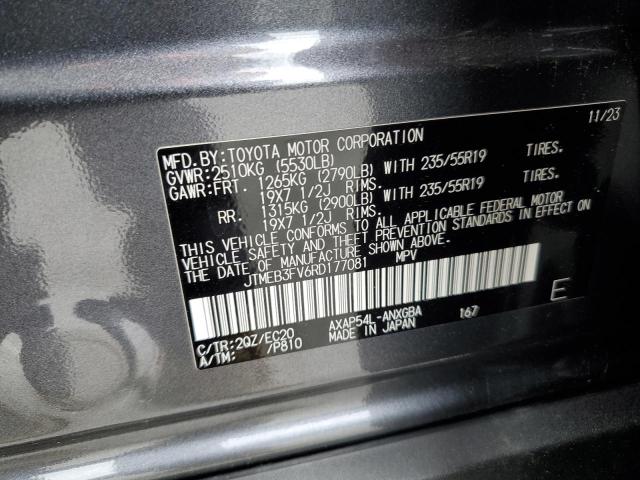 11/23
MFD.BY:TOYOTA MOTOR CORPORATION
GVWR:2510KG (5530LB)
GAWR:FRT. 1265KG (2790LB) WITH 235/55R19 TIRES.
19X7 1/2J RIMS.
RR. 1315KG (2900LB) WITH 235/55R19 TIRES.
19X7 1/2J RIMS.
THIS VEHICLE CONFORMS TO ALL APPLICABLE FEDERAL MOTOR
VEHICLE SAFETY AND THEFT PREVENTION STANDARDS IN EFFECT ON
THE DATE OF MANUFACTURE SHOWN ABOVE.
JTMEB3FV6RD177081 MPV
E
C/TR:2QZ/EC20 AXAP54L-ANXGBA 167
A/TM: /P810 MADE IN JAPAN